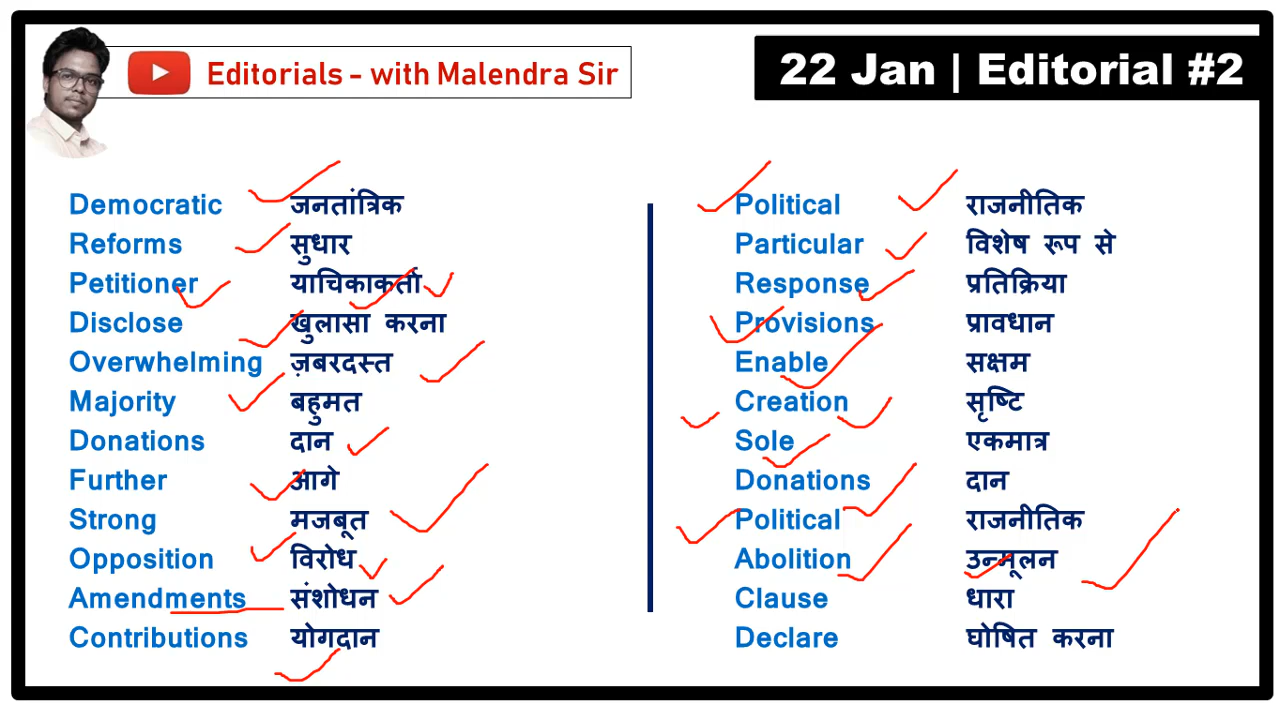 Editorials - with Malendra Sir
22 Jan | Editorial #2
Democratic जनतांत्रिक
Reforms सुधार
Petitioner याचिकाकर्ता
Disclose खुलासा करना
Overwhelming ज़बरदस्त
Majority बहुमत
Donations दान
Further आगे
Strong मजबूत
Opposition विरोध
Amendments संशोधन
Contributions योगदान
Political राजनीतिक
Particular विशेष रूप से
Response प्रतिक्रिया
Provisions प्रावधान
Enable सक्षम
Creation सृष्टि
Sole एकमात्र
Donations दान
Political राजनीतिक
Abolition उन्मूलन
Clause धारा
Declare घोषित करना